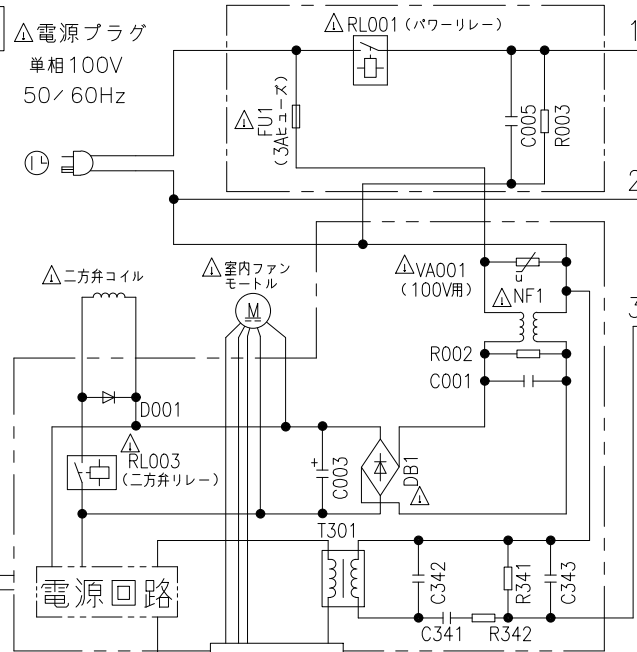 ⚠電源プラグ
単相100V
50/60Hz
⚠RL001(パワーリレー)
1
⚠FU1
(3Aヒューズ)
C005
R003
2
⚠二方弁コイル
⚠室内ファン
モートル
M
⚠VA001
(100V用)
u
⚠NF1
3
R002
C001
D001
⚠
RL003
(二方弁リレー)
+
C003
DB1
⚠
T301
電源回路
C342
R341
C343
C341
R342